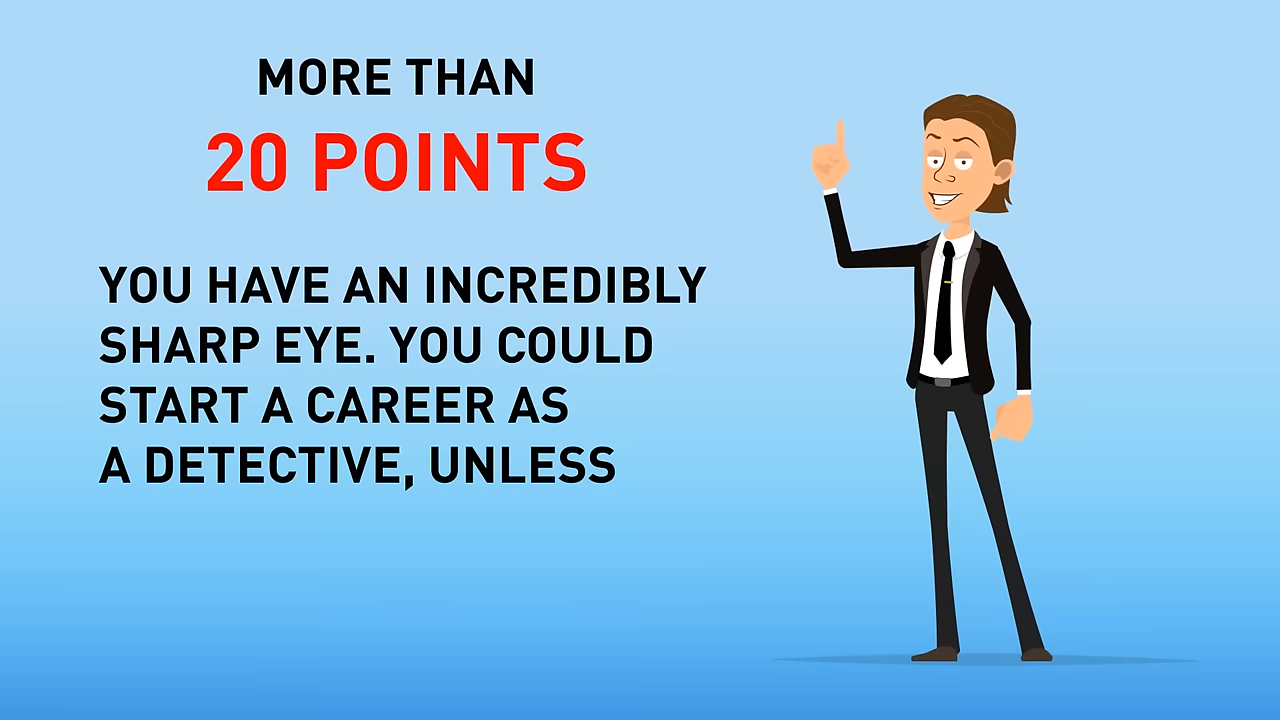 MORE THAN
20 POINTS
YOU HAVE AN INCREDIBLY
SHARP EYE. YOU COULD
START A CAREER AS
A DETECTIVE, UNLESS